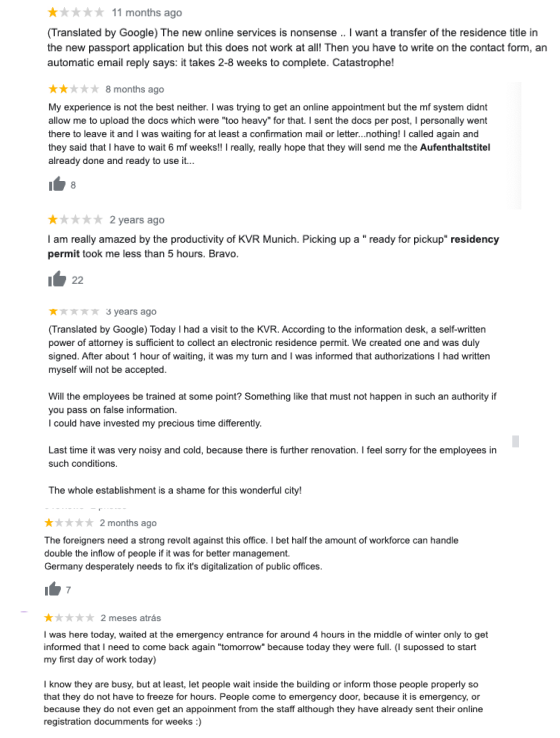 11 months ago
(Translated by Google) The new online services is nonsense .. I want a transfer of the residence title in
the new passport application but this does not work at all! Then you have to write on the contact form, an
automatic email reply says: it takes 2-8 weeks to complete. Catastrophe!
8 months ago
My experience is not the best neither. I was trying to get an online appointment but the mf system didnt
allow me to upload the docs which were "too heavy" for that. I sent the docs per post, I personally went
there to leave it and I was waiting for at least a confirmation mail or letter...nothing! I called again and
they said that I have to wait 6 mf weeks!! I really, really hope that they will send me the Aufenthaltstitel
already done and ready to use it...
8
2 years ago
I am really amazed by the productivity of KVR Munich. Picking up a " ready for pickup" residency
permit took me less than 5 hours. Bravo.
22
3 years ago
(Translated by Google) Today I had a visit to the KVR. According to the information desk, a self-written
power of attorney is sufficient to collect an electronic residence permit. We created one and was duly
signed. After about 1 hour of waiting, it was my turn and I was informed that authorizations I had written
myself will not be accepted.
Will the employees be trained at some point? Something like that must not happen in such an authority if
you pass on false information.
I could have invested my precious time differently.
Last time it was very noisy and cold, because there is further renovation. I feel sorry for the employees in
such conditions.
The whole establishment is a shame for this wonderful city!
2 months ago
The foreigners need a strong revolt against this office. I bet half the amount of workforce can handle
double the inflow of people if it was for better management.
Germany desperately needs to fix it's digitalization of public offices.
7
2 meses atrás
I was here today, waited at the emergency entrance for around 4 hours in the middle of winter only to get
informed that I need to come back again "tomorrow" because today they were full. (I supossed to start
my first day of work today)
I know they are busy, but at least, let people wait inside the building or inform those people properly so
that they do not have to freeze for hours. People come to emergency door, because it is emergency, or
because they do not even get an appoinment from the staff although they have already sent their online
registration documments for weeks :)